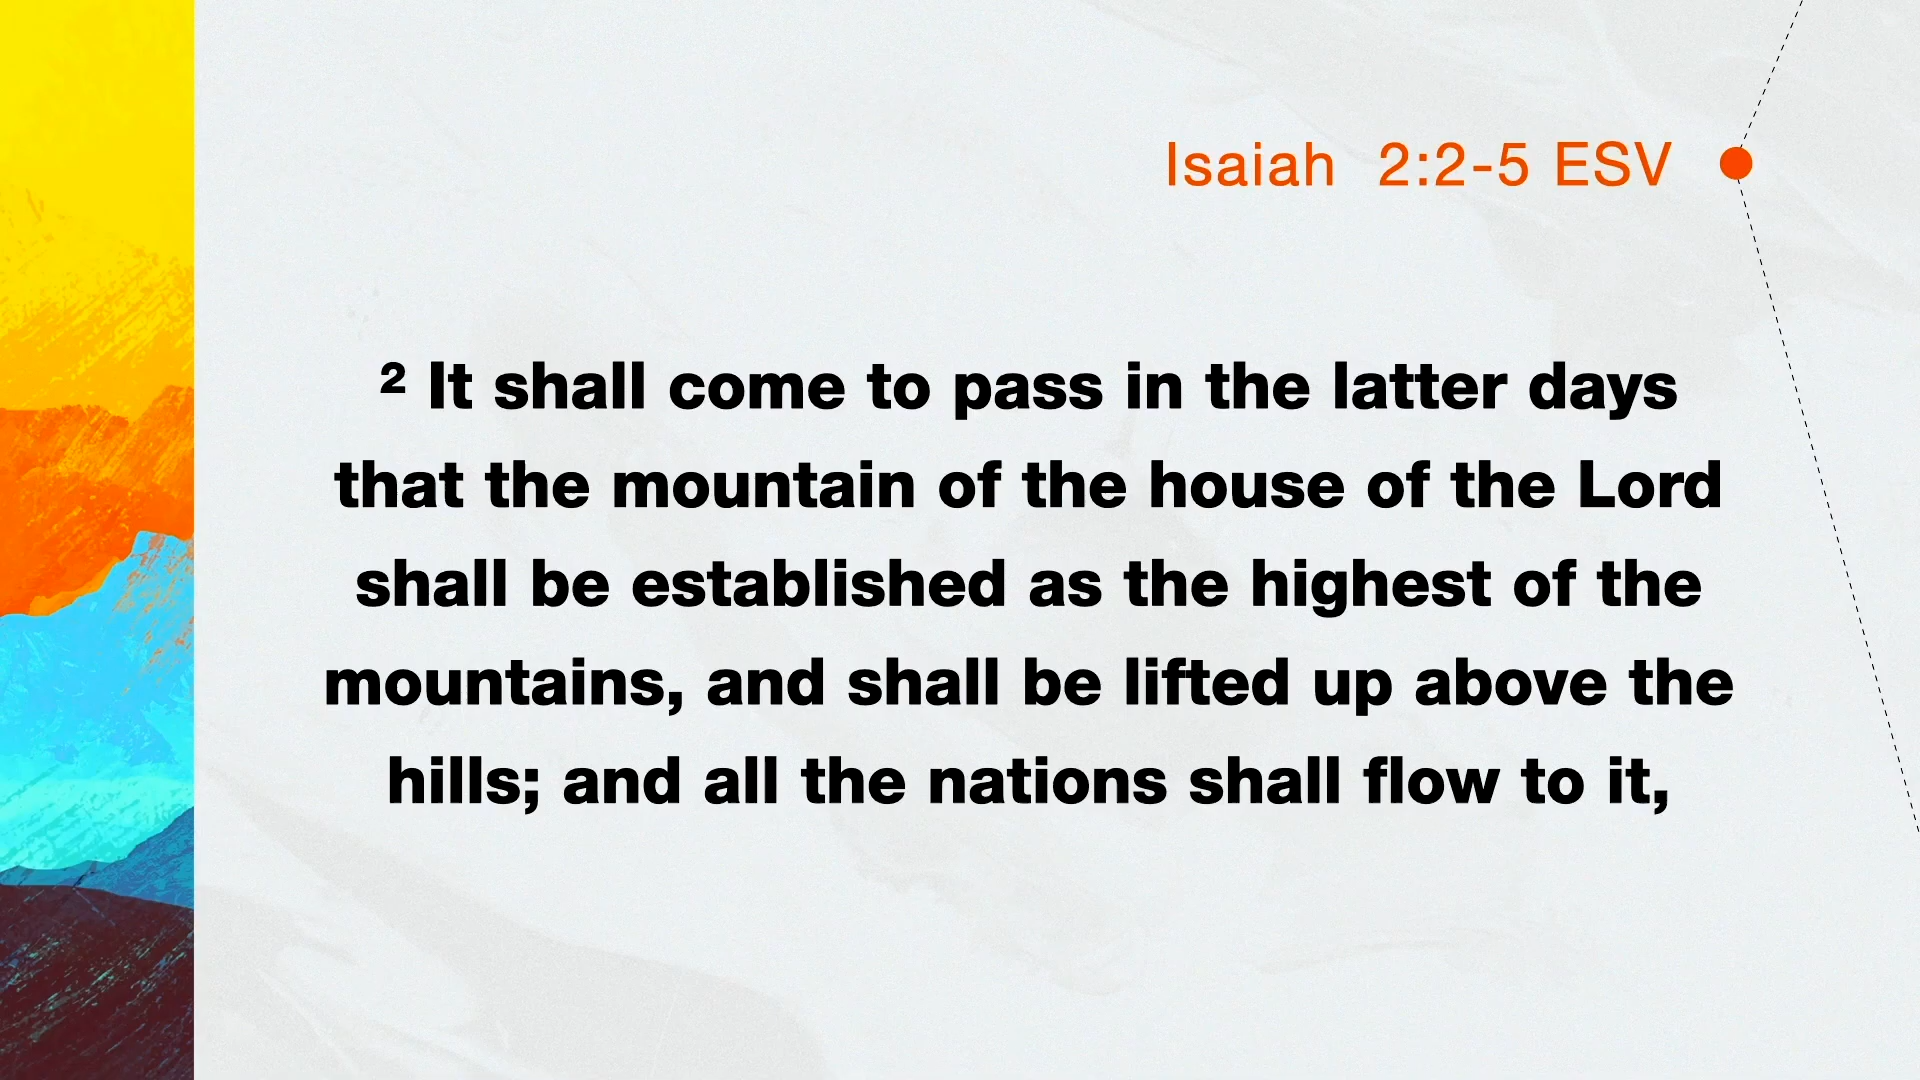 Isaiah 2:2-5 ESV
² It shall come to pass in the latter days
that the mountain of the house of the Lord
shall be established as the highest of the
mountains, and shall be lifted up above the
hills; and all the nations shall flow to it,